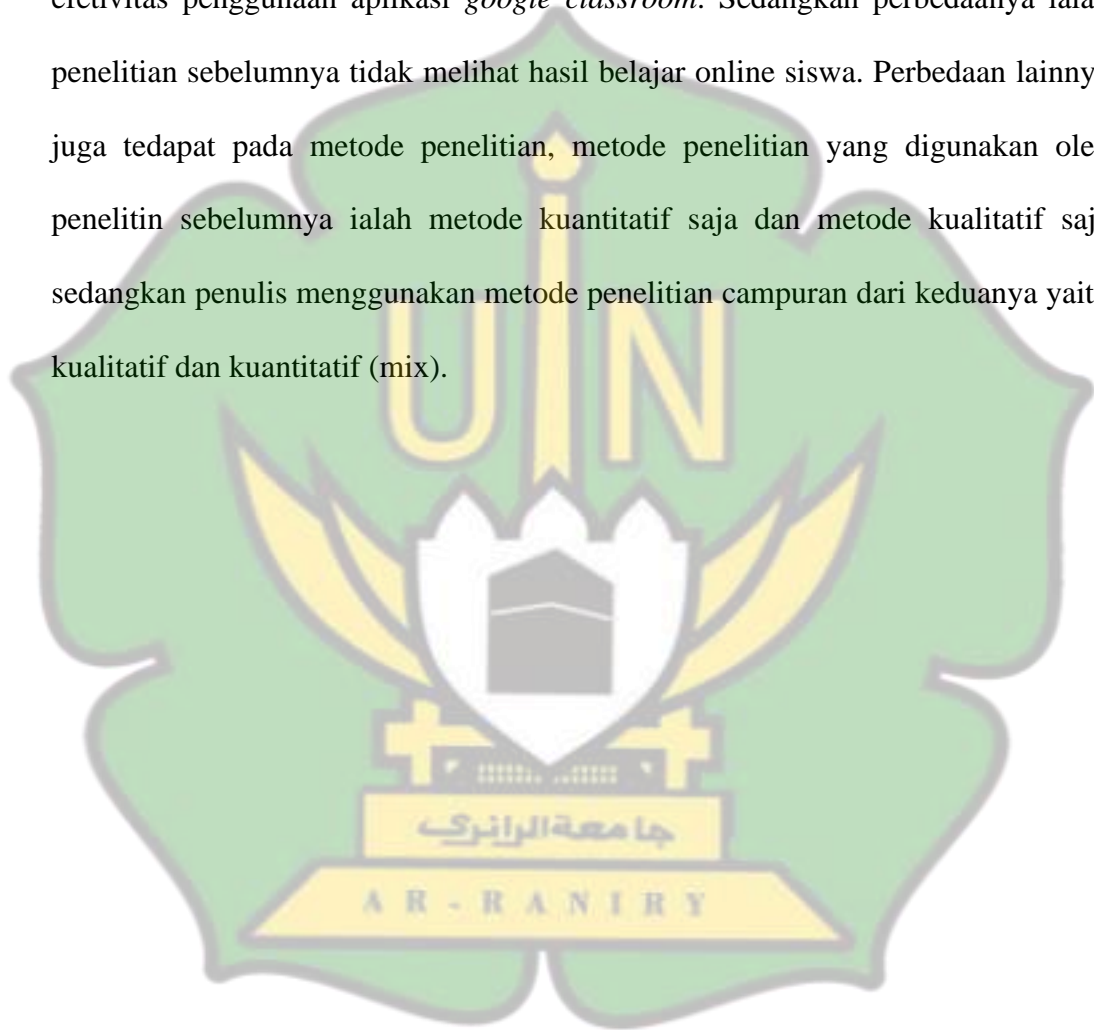 efetivitas penggunaan aplikasi google classroom. Sedangkan perbedaanya iala
penelitian sebelumnya tidak melihat hasil belajar online siswa. Perbedaan lainny
juga tedapat pada metode penelitian, metode penelitian yang digunakan ole
penelitin sebelumnya ialah metode kuantitatif saja dan metode kualitatif saj
sedangkan penulis menggunakan metode penelitian campuran dari keduanya yait
kualitatif dan kuantitatif (mix).
UIN
جامعةالرانري
AR-RANIRY